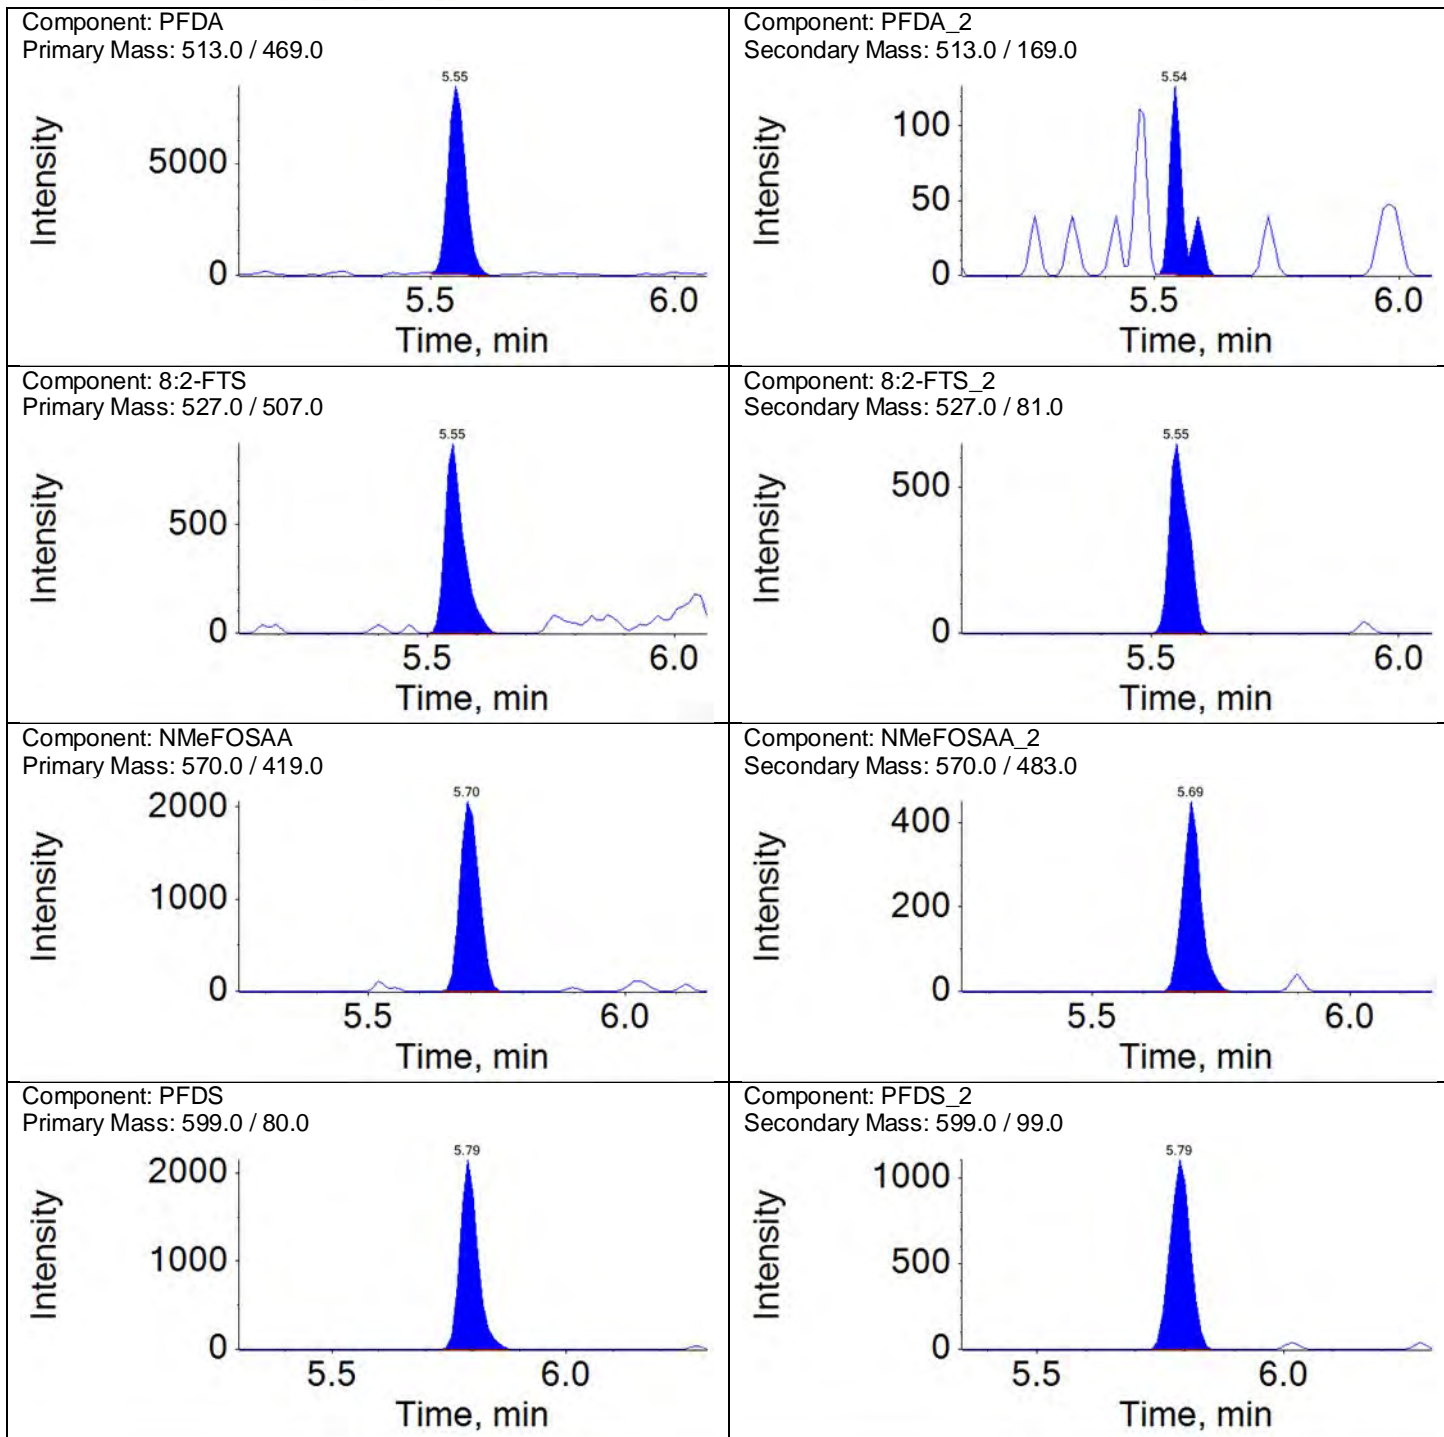 Component: PFDA
Primary Mass: 513.0 / 469.0
5.55
5000
0
Intensity
5.5
6.0
Time, min
Component: PFDA_2
Secondary Mass: 513.0 / 169.0
5.54
100
50
0
Intensity
5.5
6.0
Time, min
Component: 8:2-FTS
Primary Mass: 527.0 / 507.0
5.55
500
0
Intensity
5.5
6.0
Time, min
Component: 8:2-FTS_2
Secondary Mass: 527.0 / 81.0
5.55
500
0
Intensity
5.5
6.0
Time, min
Component: NMeFOSAA
Primary Mass: 570.0 / 419.0
5.70
2000
1000
0
Intensity
5.5
6.0
Time, min
Component: NMeFOSAA_2
Secondary Mass: 570.0 / 483.0
5.69
400
200
0
Intensity
5.5
6.0
Time, min
Component: PFDS
Primary Mass: 599.0 / 80.0
5.79
2000
1000
0
Intensity
5.5
6.0
Time, min
Component: PFDS_2
Secondary Mass: 599.0 / 99.0
5.79
1000
500
0
Intensity
5.5
6.0
Time, min